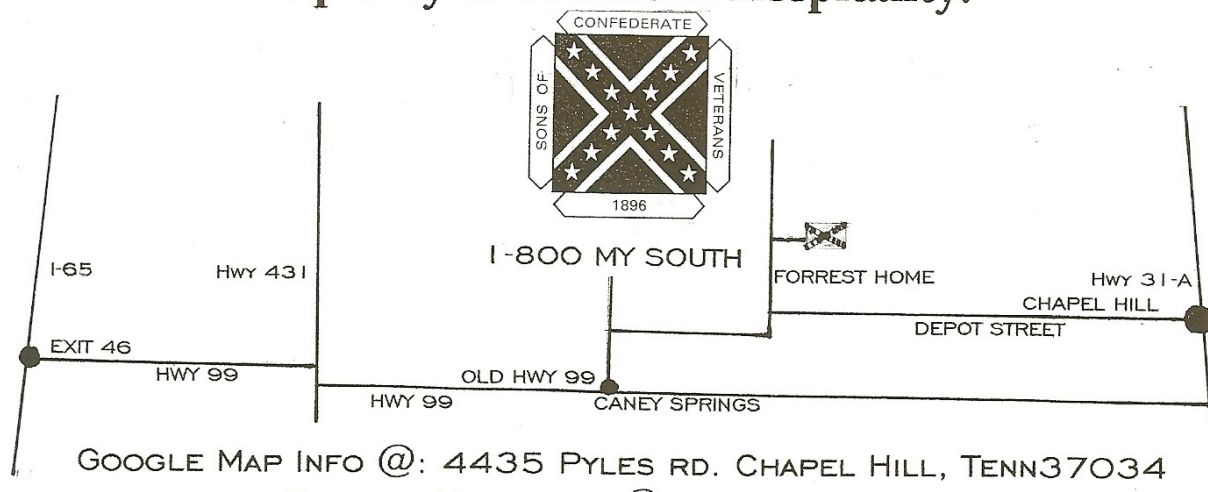 CONFEDERATE
SONS OF
VETERANS
1896
1-800 MY SOUTH
I-65
HWY 431
FORREST HOME
HWY 31-A
CHAPEL HILL
DEPOT STREET
EXIT 46
HWY 99
OLD HWY 99
HWY 99
CANEY SPRINGS
GOOGLE MAP INFO @: 4435 PYLES RD. CHAPEL HILL, TENN37034